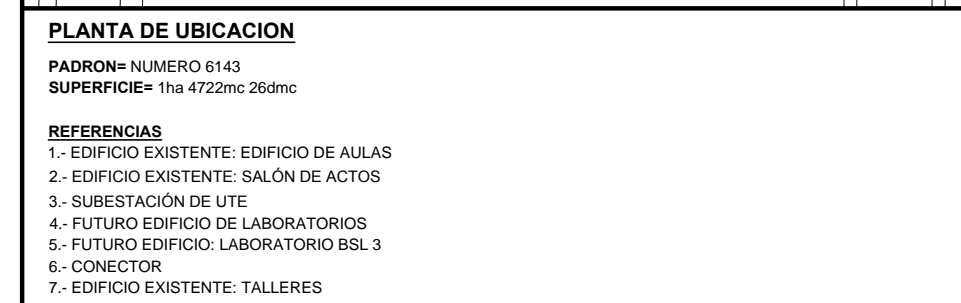 PLANTA DE UBICACION
PADRON= NUMERO 6143
SUPERFICIE= 1ha 4722mc 26dmc
REFERENCIAS
1.- EDIFICIO EXISTENTE: EDIFICIO DE AULAS
2.- EDIFICIO EXISTENTE: SALÓN DE ACTOS
3.- SUBESTACIÓN DE UTE
4.- FUTURO EDIFICIO DE LABORATORIOS
5.- FUTURO EDIFICIO: LABORATORIO BSL 3
6.- CONECTOR
7.- EDIFICIO EXISTENTE: TALLERES